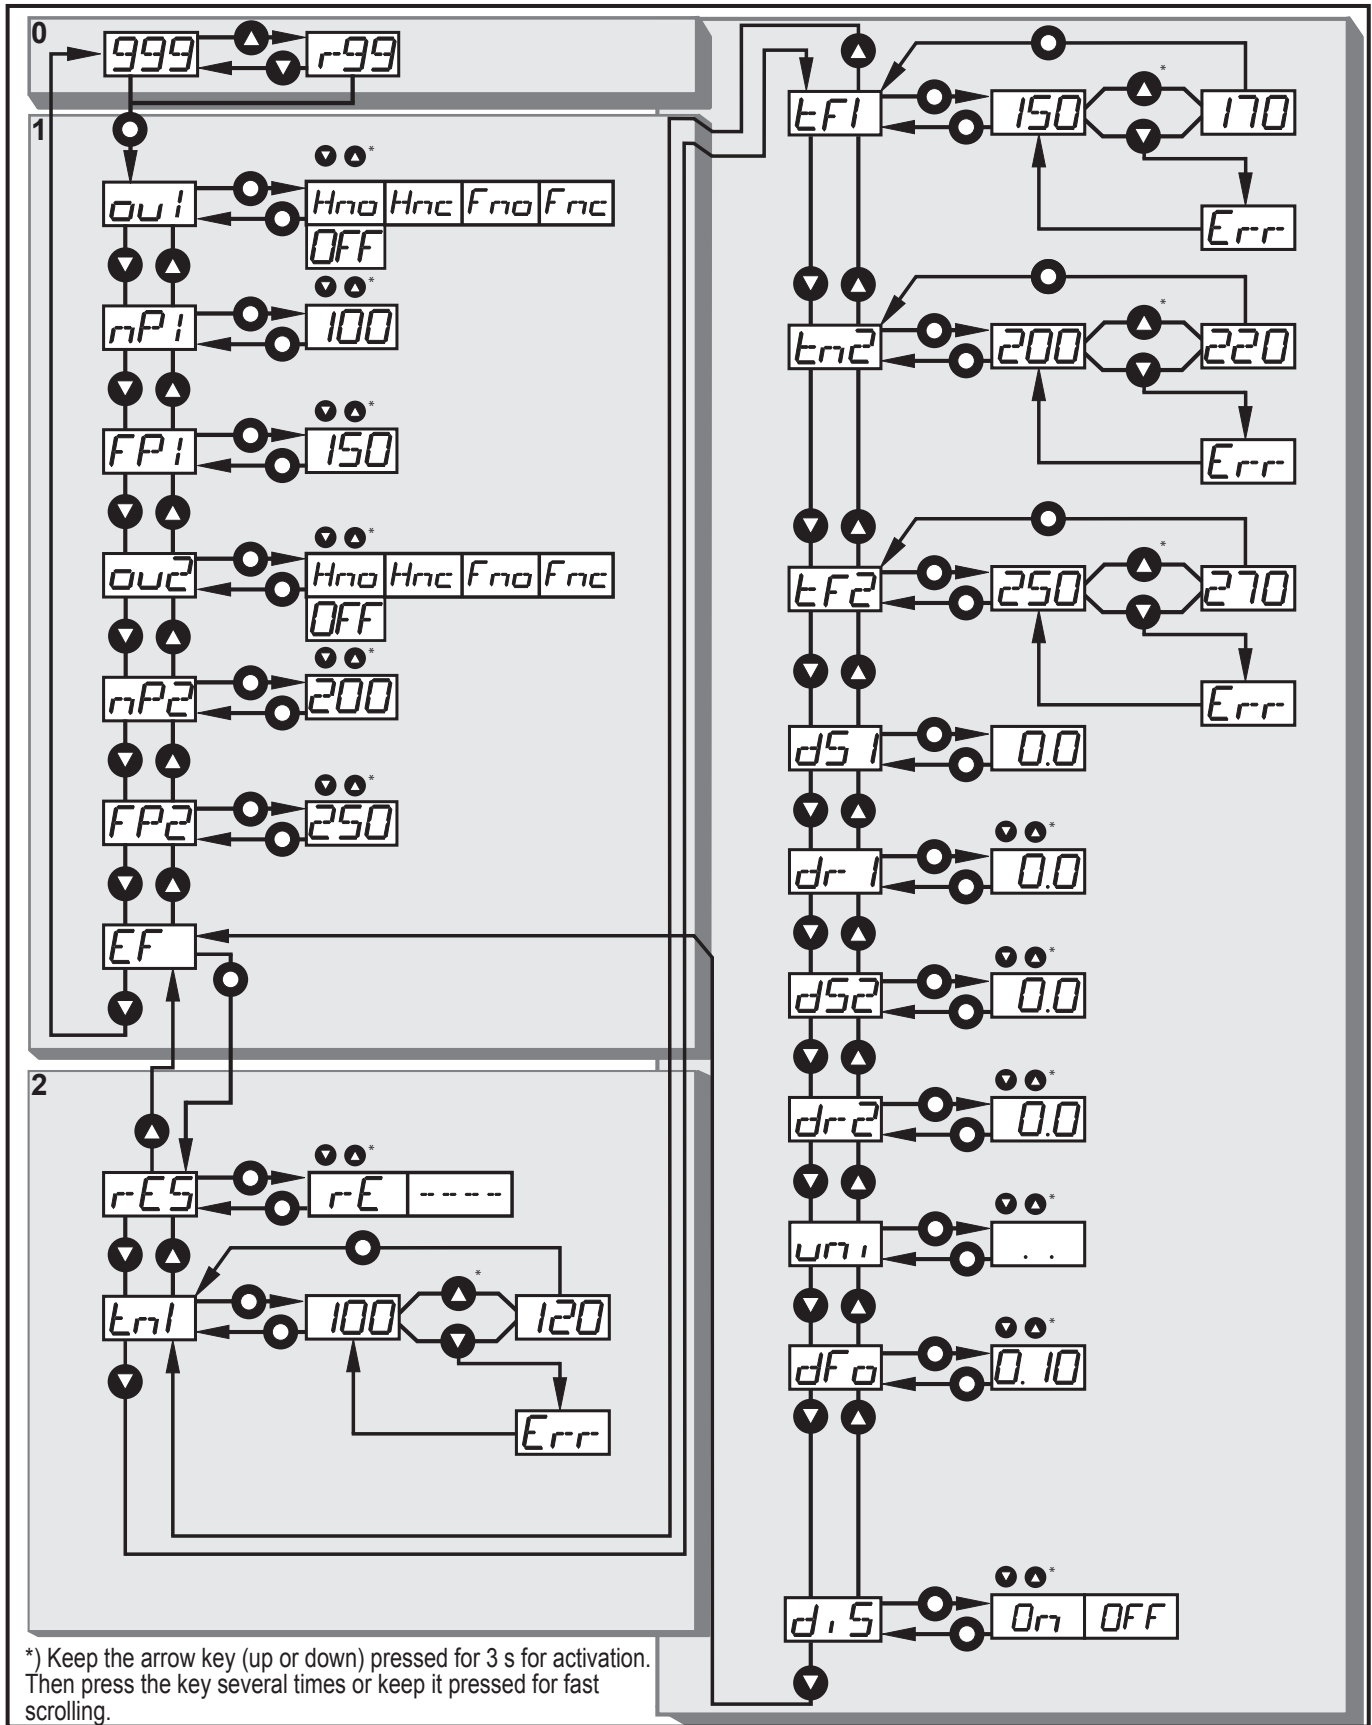 0
999
r99
1
ou1
Hno Hnc Fno Fnc
OFF
nP1
100
FP1
150
ou2
Hno Hnc Fno Fnc
OFF
nP2
200
FP2
250
EF
2
rES
rE ----
tn1
100
120
Err
tF1
150
170
Err
tn2
200
220
Err
tF2
250
270
Err
dS1
0.0
dr1
0.0
dS2
0.0
dr2
0.0
uni
. .
dFo
0.10
diS
On OFF
*) Keep the arrow key (up or down) pressed for 3 s for activation.
Then press the key several times or keep it pressed for fast
scrolling.